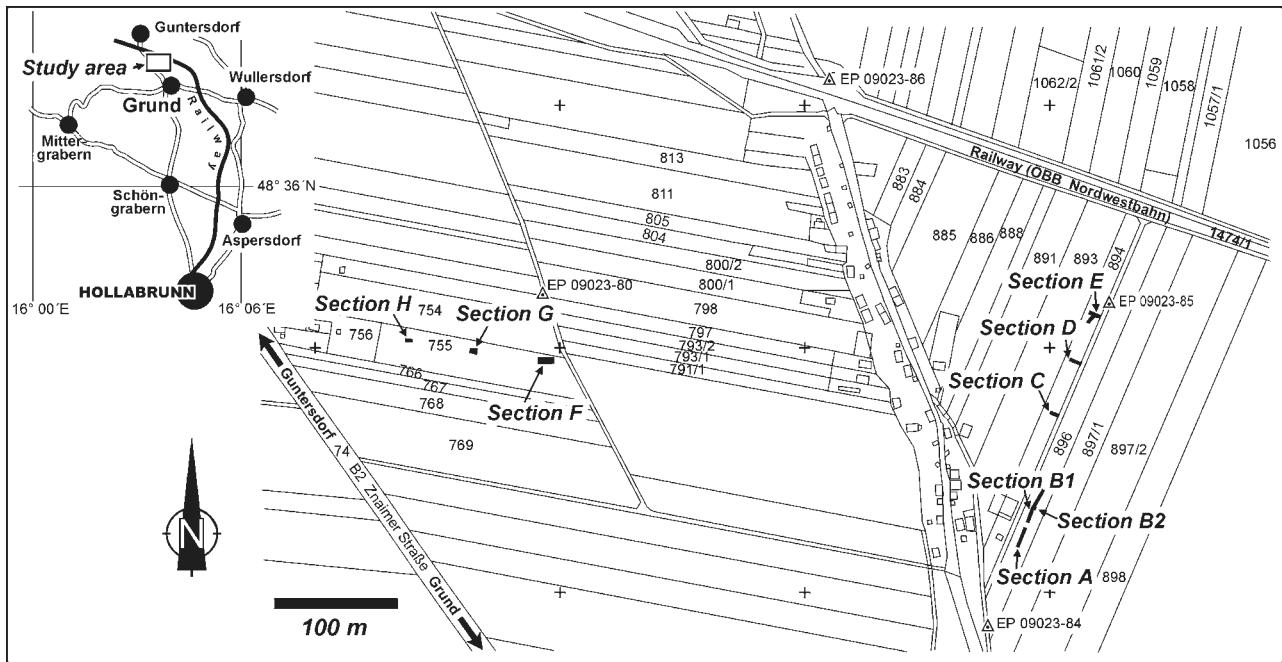 Guntersdorf
Study area
Wullersdorf
Grund
Railway
Mitter-
grabern
Schön-
grabern
48° 36´N
Aspersdorf
HOLLABRUNN
16° 00´E
16° 06´E
EP 09023-86
1062/2
1061/2
1060
1059
1058
1057/1
1056
813
811
805
804
800/2
800/1
798
797
793/2
793/1
791/1
883
884
885
886
888
891
893
894
Railway (ÖBB Nordwestbahn)
1474/1
EP 09023-80
EP 09023-85
Section E
Section D
Section C
Section B1
Section B2
Section A
896
897/1
897/2
898
EP 09023-84
Section H
754
Section G
756
755
766
767
768
769
Section F
Guntersdorf
74
B2 Znaimer Straße
Grund
N
100 m